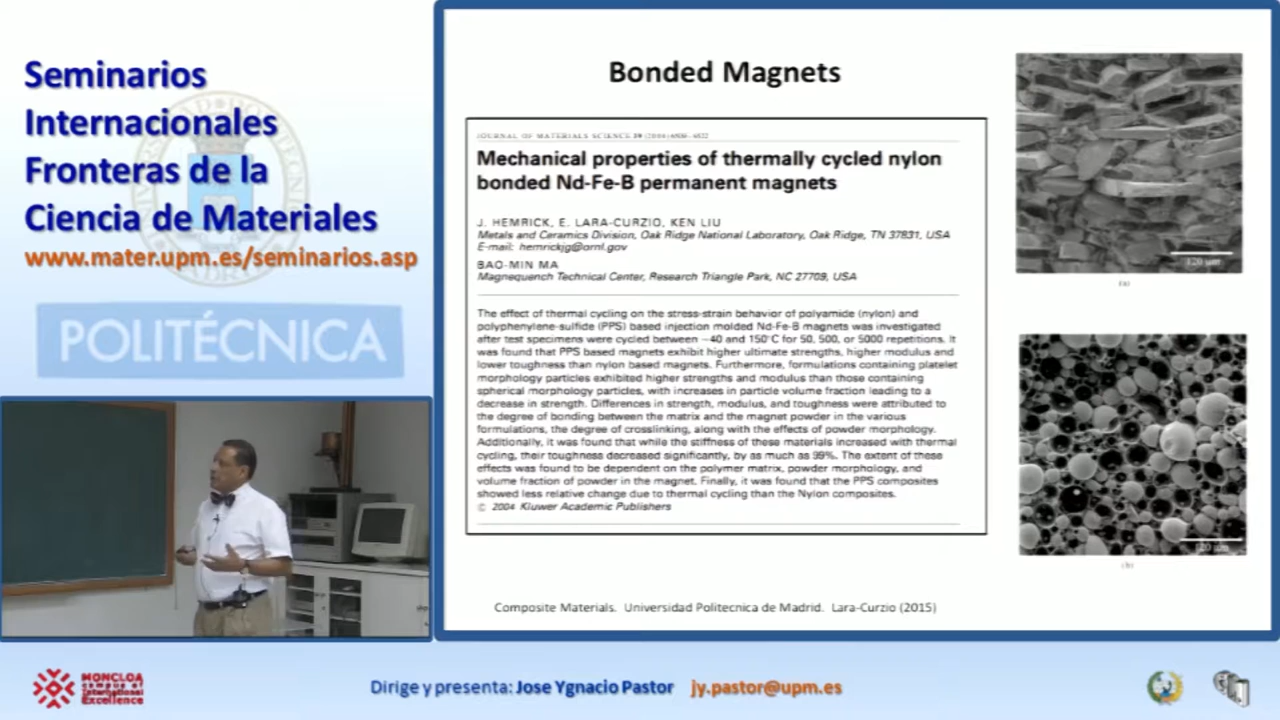 Seminarios
Internacionales
Fronteras de la
Ciencia de Materiales
www.mater.upm.es/seminarios.asp
POLITÉCNICA
Bonded Magnets
JOURNAL OF MATERIALS SCIENCE 39 (2004)
Mechanical properties of thermally cycled nylon
bonded Nd-Fe-B permanent magnets
J. HEMRICK, E. LARA-CURZIO, KEN LIU
Metals and Ceramics Division, Oak Ridge National Laboratory, Oak Ridge, TN 37831, USA
E-mail: hemrickjg@ornl.gov
BAO-MIN MA
Magnequench Technical Center, Research Triangle Park, NC 27709, USA
The effect of thermal cycling on the stress-strain behavior of polyamide (nylon) and
polyphenylene-sulfide (PPS) based injection molded Nd-Fe-B magnets was investigated
after test specimens were cycled between −40 and 150°C for 50, 500, or 5000 repetitions. It
was found that PPS based magnets exhibit higher ultimate strengths, higher modulus and
lower toughness than nylon based magnets. Furthermore, formulations containing platelet
morphology particles exhibited higher strengths and modulus than those containing
spherical morphology particles, with increases in particle volume fraction leading to a
decrease in strength. Differences in strength, modulus, and toughness were attributed to
the degree of bonding between the matrix and the magnet powder in the various
formulations, the degree of crosslinking, along with the effects of powder morphology.
Additionally, it was found that while the stiffness of these materials increased with thermal
cycling, their toughness decreased significantly, by as much as 99%. The extent of these
effects was found to be dependent on the polymer matrix, powder morphology, and
volume fraction of powder in the magnet. Finally, it was found that the PPS composites
showed less relative change due to thermal cycling than the Nylon composites.
© 2004 Kluwer Academic Publishers
120 µm
(a)
120 µm
(b)
Composite Materials. Universidad Politecnica de Madrid. Lara-Curzio (2015)
MONCLOA
campus of
International
Excellence
Dirige y presenta: Jose Ygnacio Pastor jy.pastor@upm.es